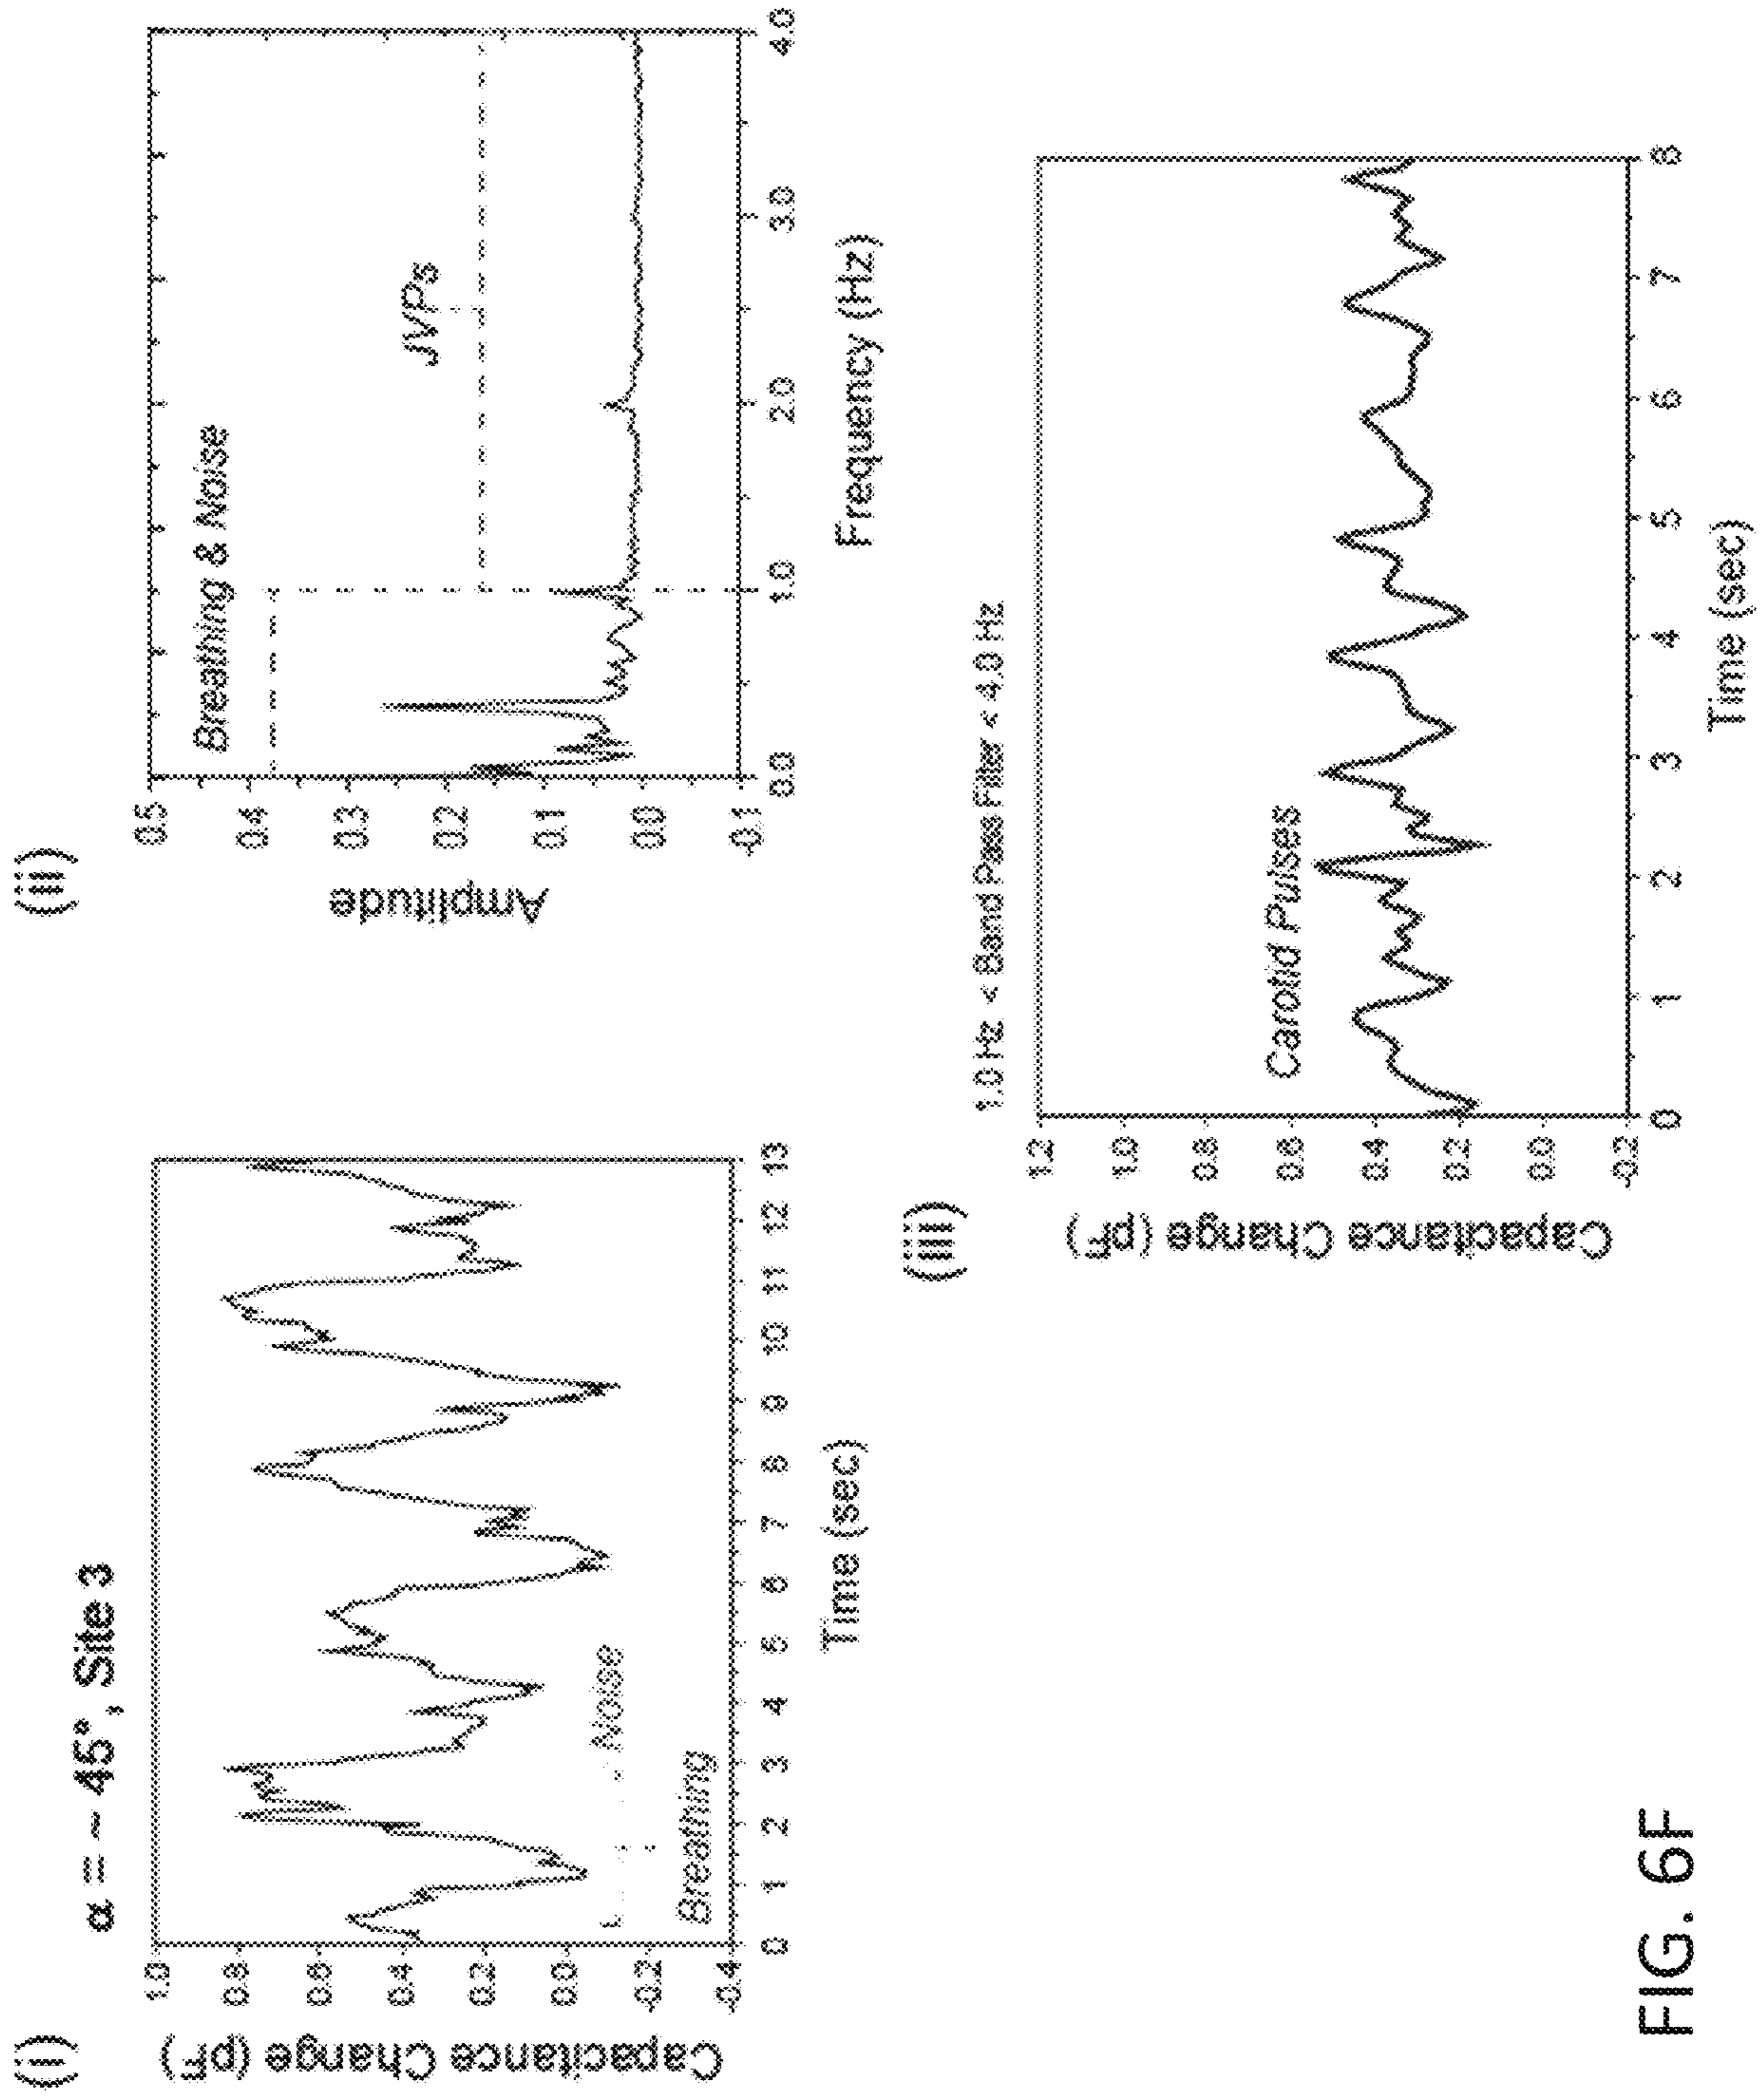 (i)
α = ~ 45°, Site 3
Capacitance Change (pF)
1.0
0.8
0.6
0.4
0.2
0.0
-0.2
-0.4
Noise
Breathing
0 1 2 3 4 5 6 7 8 9 10 11 12 13
Time (sec)
(ii)
Amplitude
0.5
0.4
0.3
0.2
0.1
0.0
-0.1
Breathing & Noise
JVPs
0.0 1.0 2.0 3.0 4.0
Frequency (Hz)
(iii)
1.0 Hz < Band Pass Filter < 4.0 Hz
Capacitance Change (pF)
1.2
1.0
0.8
0.6
0.4
0.2
0.0
-0.2
Carotid Pulses
0 1 2 3 4 5 6 7 8
Time (sec)
FIG. 6F